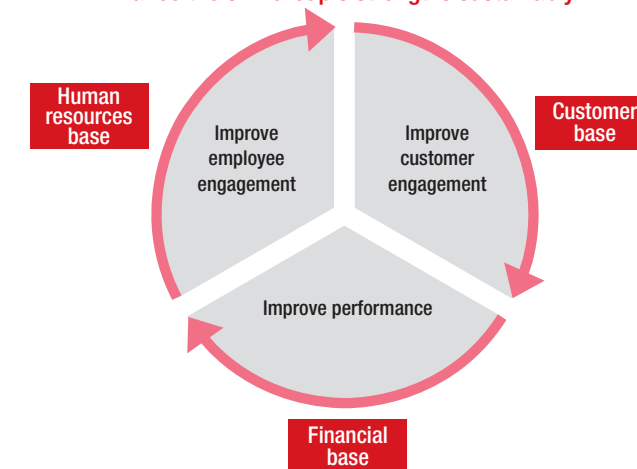 Human
resources
base
Improve
employee
engagement
Improve
customer
engagement
Customer
base
Improve performance
Financial
base